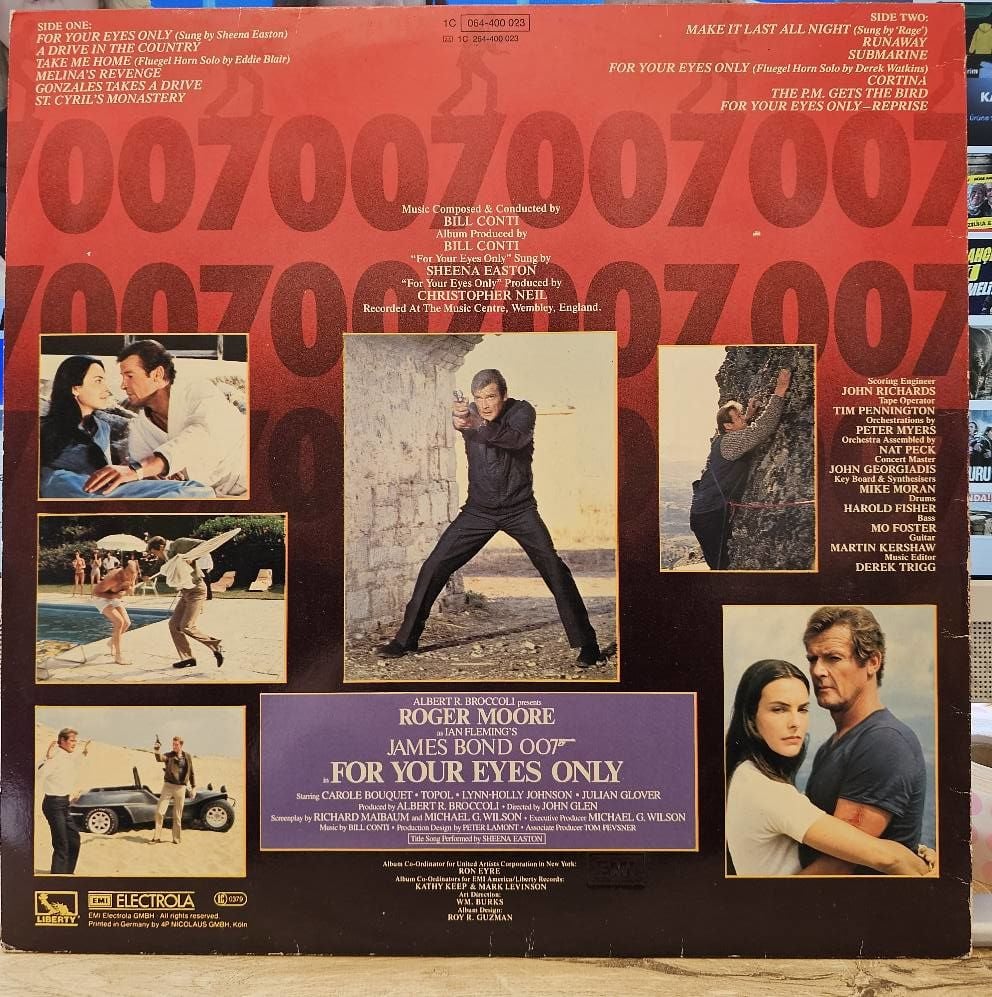 SIDE ONE:
FOR YOUR EYES ONLY (Sung by Sheena Easton)
A DRIVE IN THE COUNTRY
TAKE ME HOME (Fluegel Horn Solo by Eddie Blair)
MELINA'S REVENGE
GONZALES TAKES A DRIVE
ST. CYRIL'S MONASTERY
1C 064-400 023
1C 264-400 023
SIDE TWO:
MAKE IT LAST ALL NIGHT (Sung by 'Rage')
RUNAWAY
SUBMARINE
FOR YOUR EYES ONLY (Fluegel Horn Solo by Derek Watkins)
CORTINA
THE P.M. GETS THE BIRD
FOR YOUR EYES ONLY—REPRISE
7007007007007007
7007007007007007
Music Composed & Conducted by
BILL CONTI
Album Produced by
BILL CONTI
"For Your Eyes Only" Sung by
SHEENA EASTON
"For Your Eyes Only" Produced by
CHRISTOPHER NEIL
Recorded At The Music Centre, Wembley, England.
Scoring Engineer
JOHN RICHARDS
Tape Operator
TIM PENNINGTON
Orchestrations by
PETER MYERS
Orchestra Assembled by
NAT PECK
Concert Master
JOHN GEORGIADIS
Key Board & Synthesisers
MIKE MORAN
Drums
HAROLD FISHER
Bass
MO FOSTER
Guitar
MARTIN KERSHAW
Music Editor
DEREK TRIGG
ALBERT R. BROCCOLI presents
ROGER MOORE
as IAN FLEMING'S
JAMES BOND 007
in FOR YOUR EYES ONLY
Starring CAROLE BOUQUET • TOPOL • LYNN-HOLLY JOHNSON • JULIAN GLOVER
Produced by ALBERT R. BROCCOLI • Directed by JOHN GLEN
Screenplay by RICHARD MAIBAUM and MICHAEL G. WILSON • Executive Producer MICHAEL G. WILSON
Music by BILL CONTI • Production Design by PETER LAMONT • Associate Producer TOM PEVSNER
Title Song Performed by SHEENA EASTON
Album Co-Ordinator for United Artists Corporation in New York:
RON EYRE
Album Co-Ordinators for EMI America/Liberty Records:
KATHY KEEP & MARK LEVINSON
Art Direction:
WM. BURKS
Album Design:
ROY R. GUZMAN
LIBERTY
EMI ELECTROLA
0379
EMI Electrola GMBH · All rights reserved.
Printed in Germany by 4P NICOLAUS GMBH, Köln